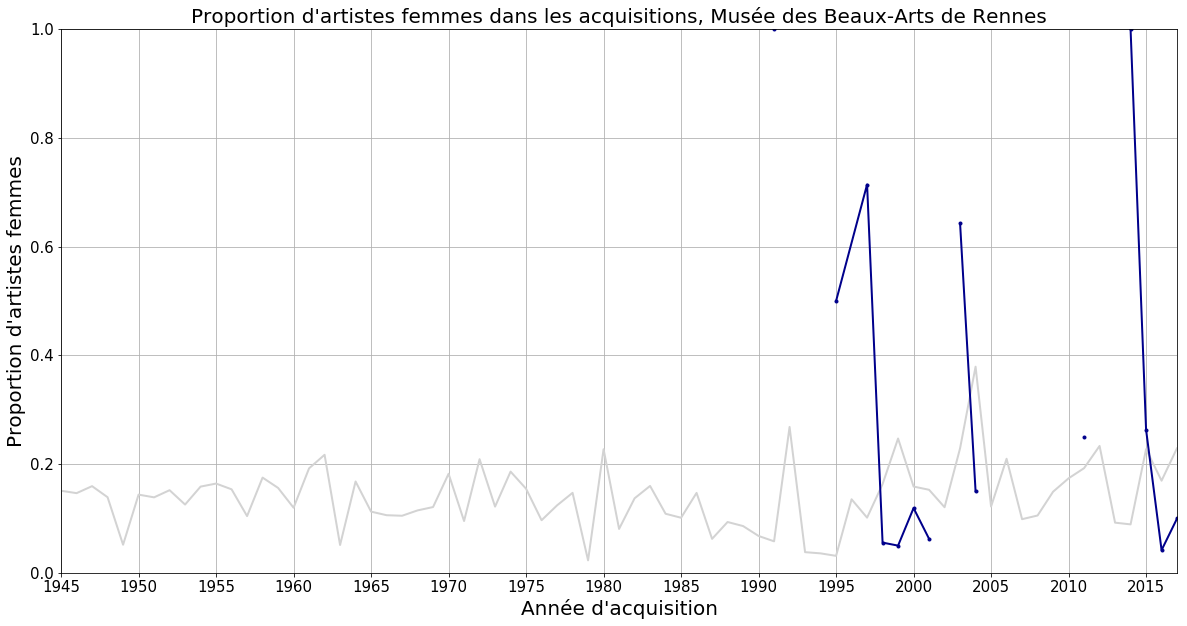 Proportion d'artistes femmes dans les acquisitions, Musée des Beaux-Arts de Rennes
1.0
0.8
0.6
0.4
0.2
0.0
Proportion d'artistes femmes
1945 1950 1955 1960 1965 1970 1975 1980 1985 1990 1995 2000 2005 2010 2015
Année d'acquisition